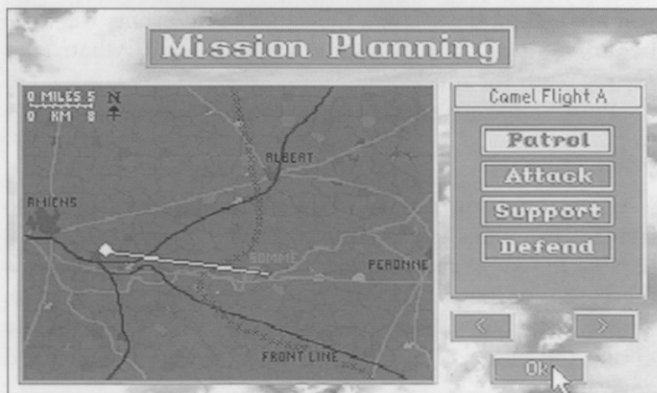 Mission Planning
0 MILES 5 N
0 KM 8
ALBERT
AMIENS
SOMME
PERONNE
FRONT LINE
Camel Flight A
Patrol
Attack
Support
Defend
< >
Ok